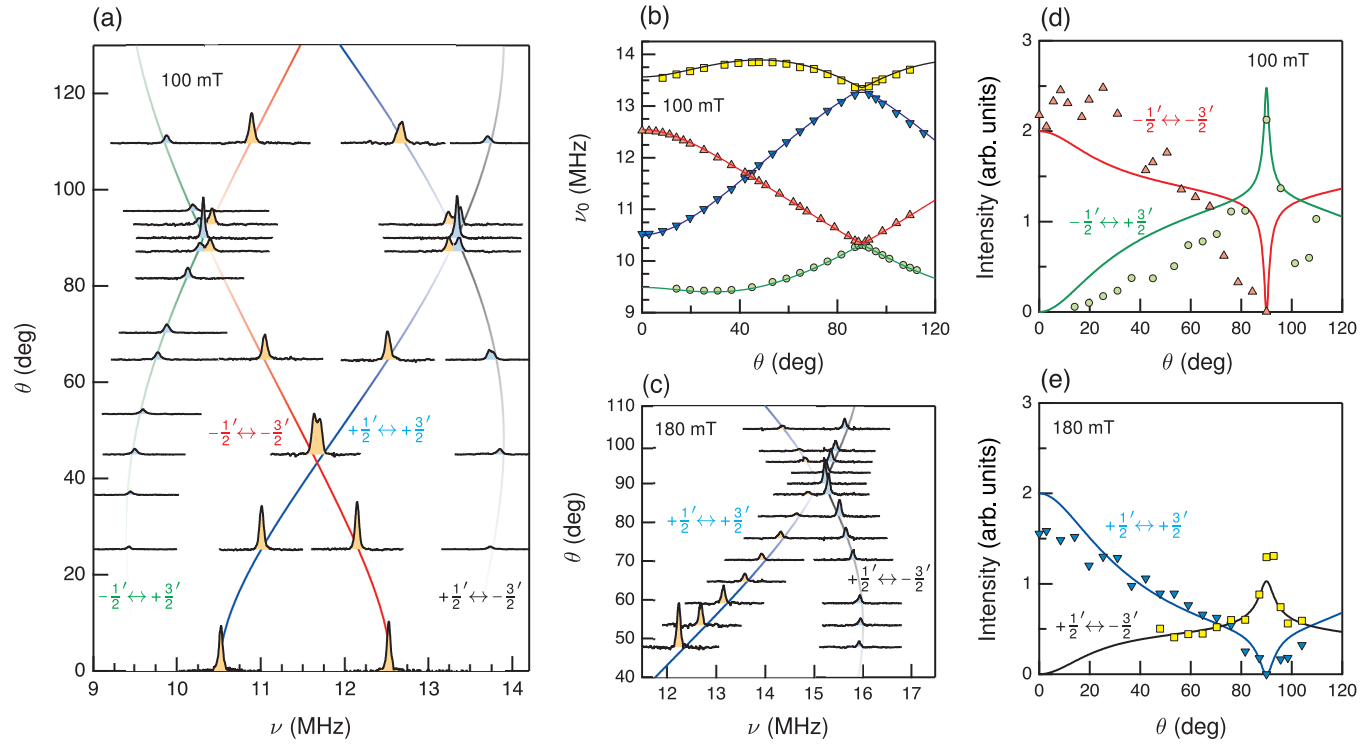 (a)
100 mT
120
100
80
60
40
20
0
θ (deg)
-1/2′↔-3/2′
+1/2′↔+3/2′
-1/2′↔+3/2′
+1/2′↔-3/2′
9 10 11 12 13 14
ν (MHz)
(b)
14
13
12
11
10
9
ν₀ (MHz)
100 mT
0 40 80 120
θ (deg)
(c)
180 mT
110
100
90
80
70
60
50
40
θ (deg)
+1/2′↔+3/2′
+1/2′↔-3/2′
12 13 14 15 16 17
ν (MHz)
(d)
3
2
1
0
Intensity (arb. units)
100 mT
-1/2′↔-3/2′
-1/2′↔+3/2′
0 20 40 60 80 100 120
θ (deg)
(e)
3
2
1
0
Intensity (arb. units)
180 mT
+1/2′↔+3/2′
+1/2′↔-3/2′
0 20 40 60 80 100 120
θ (deg)